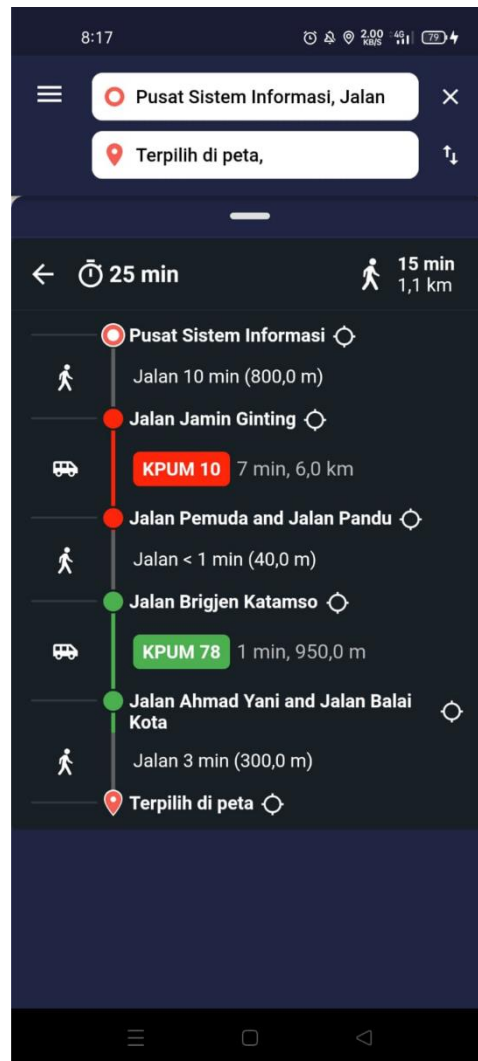 8:17
2.00 KB/S 4G 79
Pusat Sistem Informasi, Jalan
Terpilih di peta,
25 min
15 min
1,1 km
Pusat Sistem Informasi
Jalan 10 min (800,0 m)
Jalan Jamin Ginting
KPUM 10 7 min, 6,0 km
Jalan Pemuda and Jalan Pandu
Jalan < 1 min (40,0 m)
Jalan Brigjen Katamso
KPUM 78 1 min, 950,0 m
Jalan Ahmad Yani and Jalan Balai
Kota
Jalan 3 min (300,0 m)
Terpilih di peta